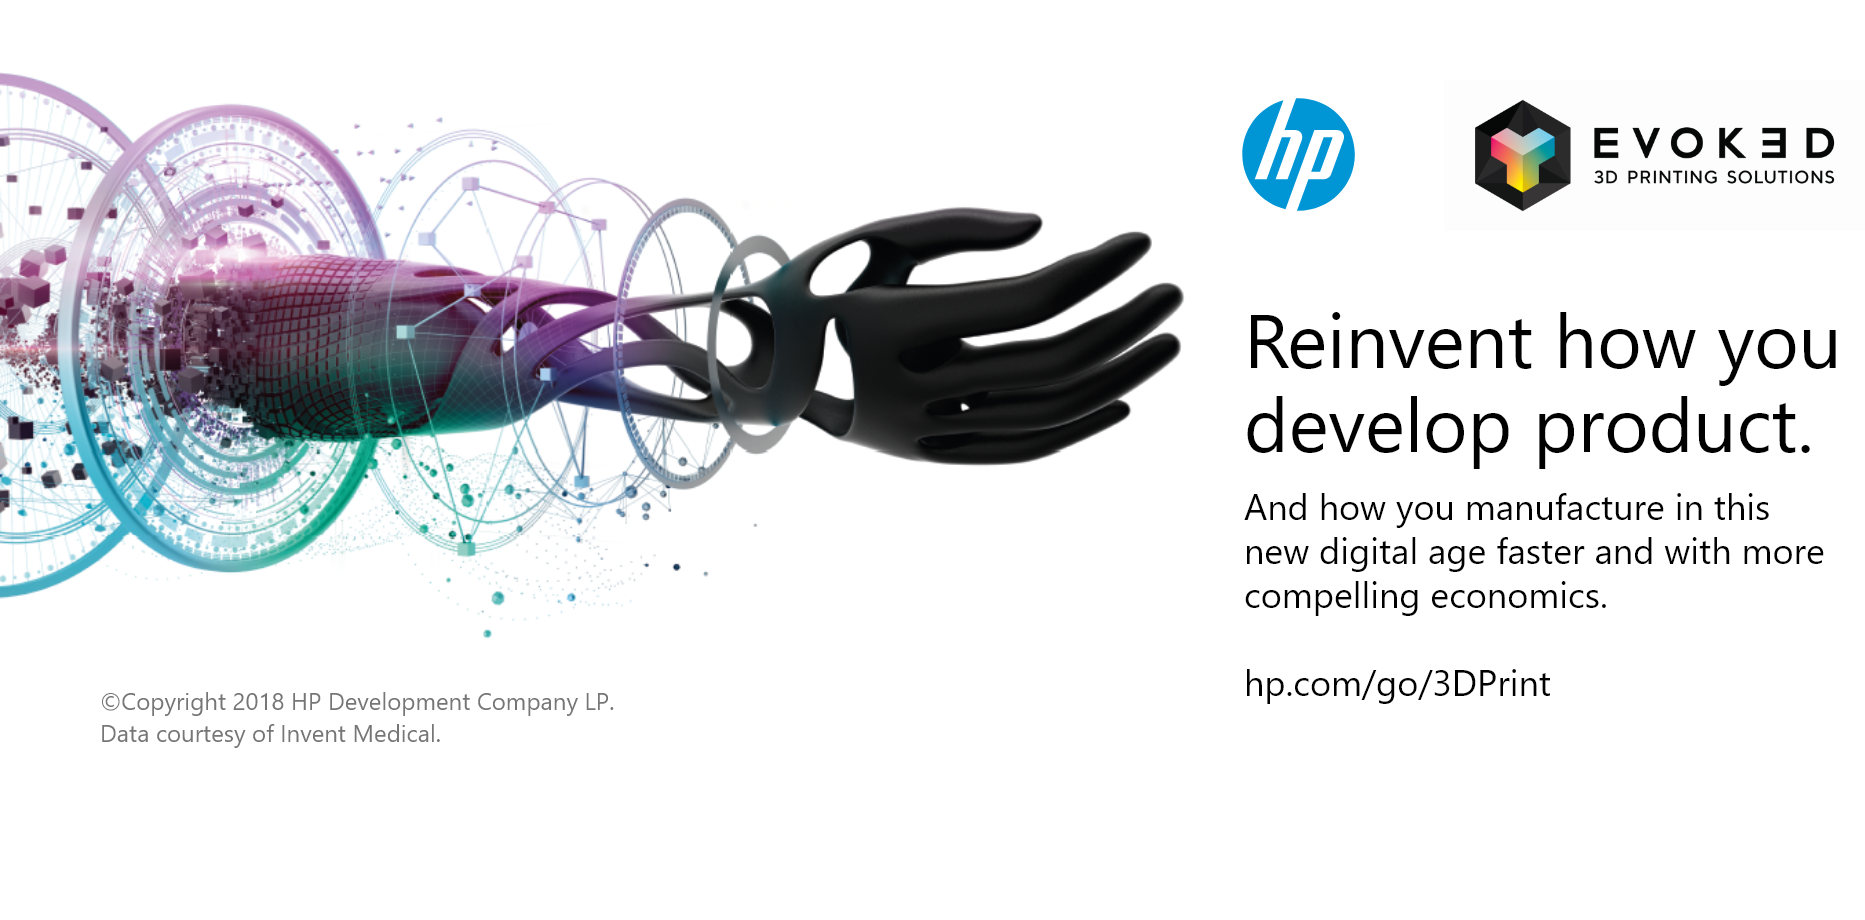 hp
EVOKED
3D PRINTING SOLUTIONS
Reinvent how you
develop product.
And how you manufacture in this
new digital age faster and with more
compelling economics.
hp.com/go/3DPrint
©Copyright 2018 HP Development Company LP.
Data courtesy of Invent Medical.